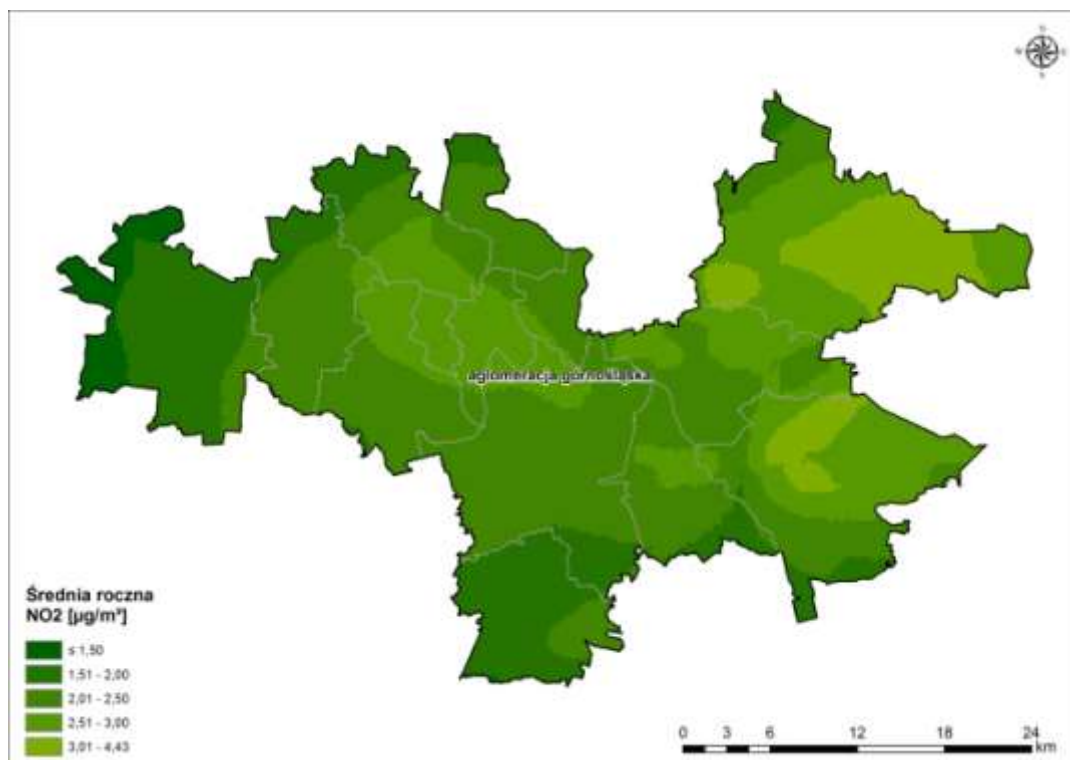 aglomeracja górnośląska
Średnia roczna
NO2 [µg/m³]
≤ 1,50
1,51 - 2,00
2,01 - 2,50
2,51 - 3,00
3,01 - 4,43
0 3 6 12 18 24
km